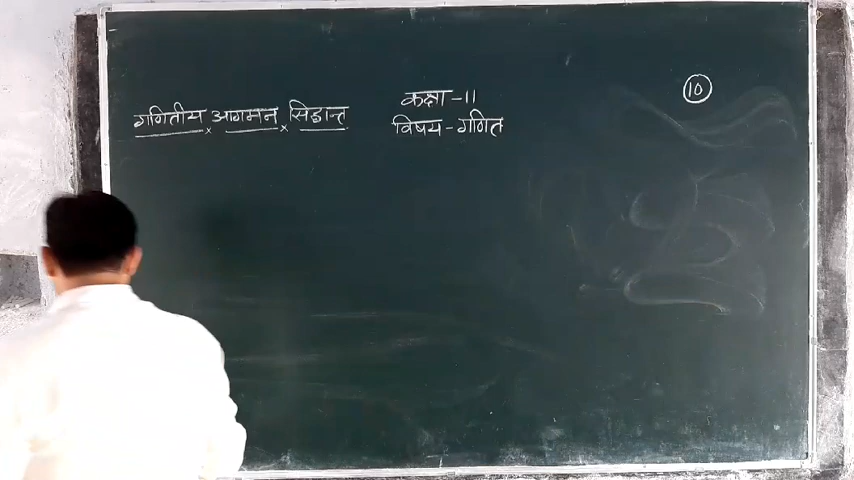 गणितीय आगमन सिद्धान्त
कक्षा - 11
विषय - गणित
10